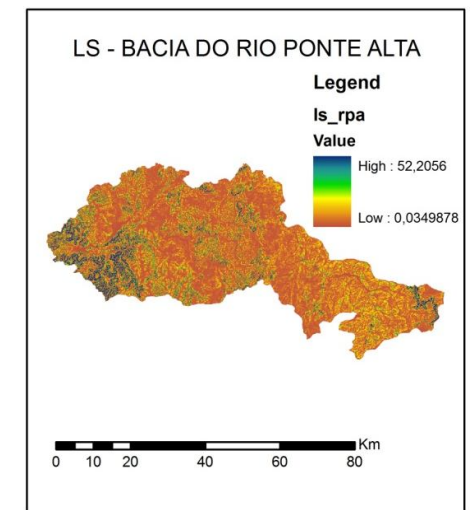 LS - BACIA DO RIO PONTE ALTA
Legend
ls_rpa
Value
High : 52,2056
Low : 0,0349878
Km
0 10 20 40 60 80